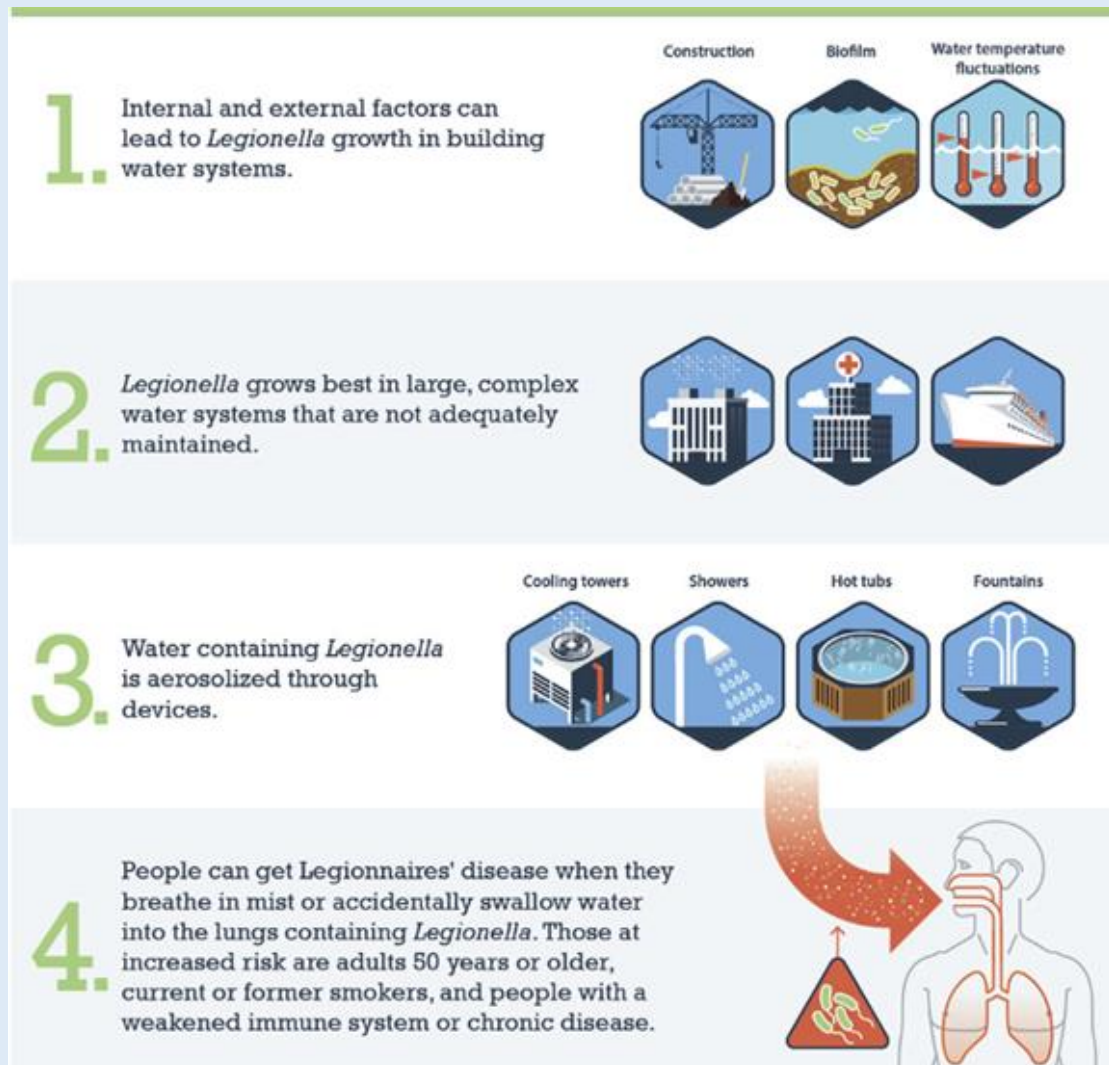 Construction
Biofilm
Water temperature
fluctuations
1.
Internal and external factors can
lead to Legionella growth in building
water systems.
2.
Legionella grows best in large, complex
water systems that are not adequately
maintained.
Cooling towers
Showers
Hot tubs
Fountains
3.
Water containing Legionella
is aerosolized through
devices.
4.
People can get Legionnaires' disease when they
breathe in mist or accidentally swallow water
into the lungs containing Legionella. Those at
increased risk are adults 50 years or older,
current or former smokers, and people with a
weakened immune system or chronic disease.